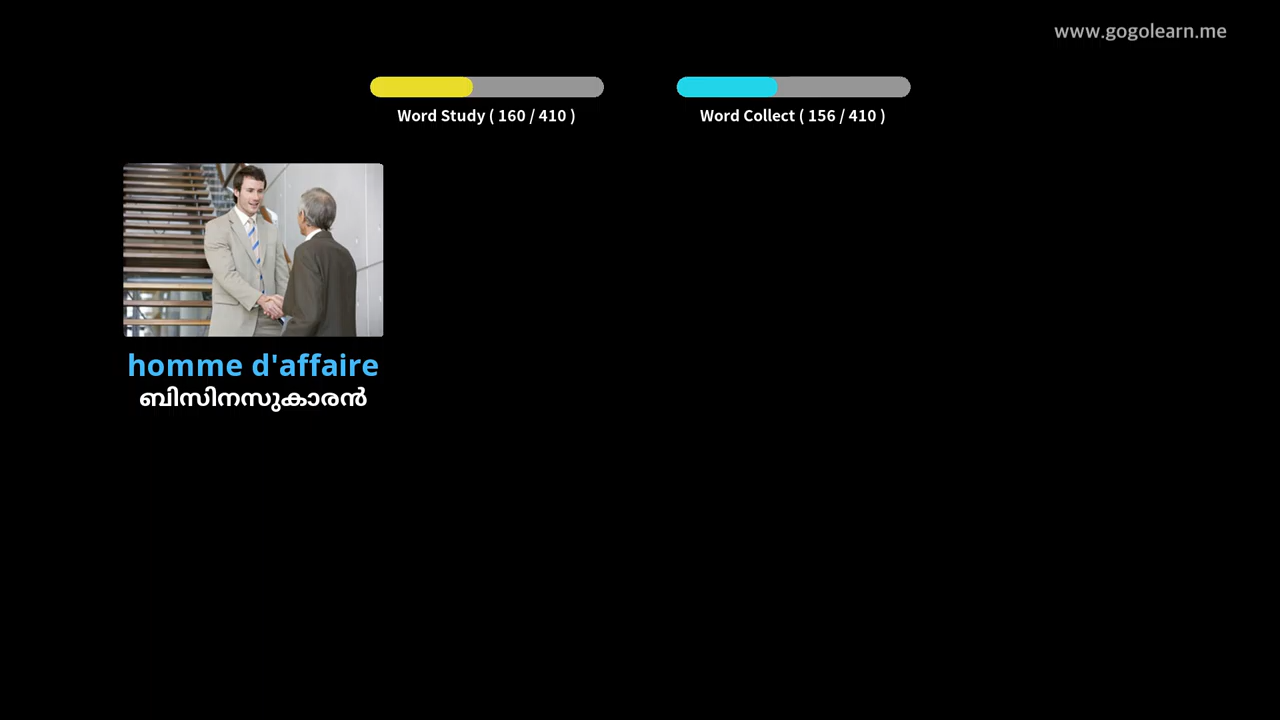 www.gogolearn.me
Word Study ( 160 / 410 )
Word Collect ( 156 / 410 )
homme d'affaire
ബിസിനസുകാരൻ